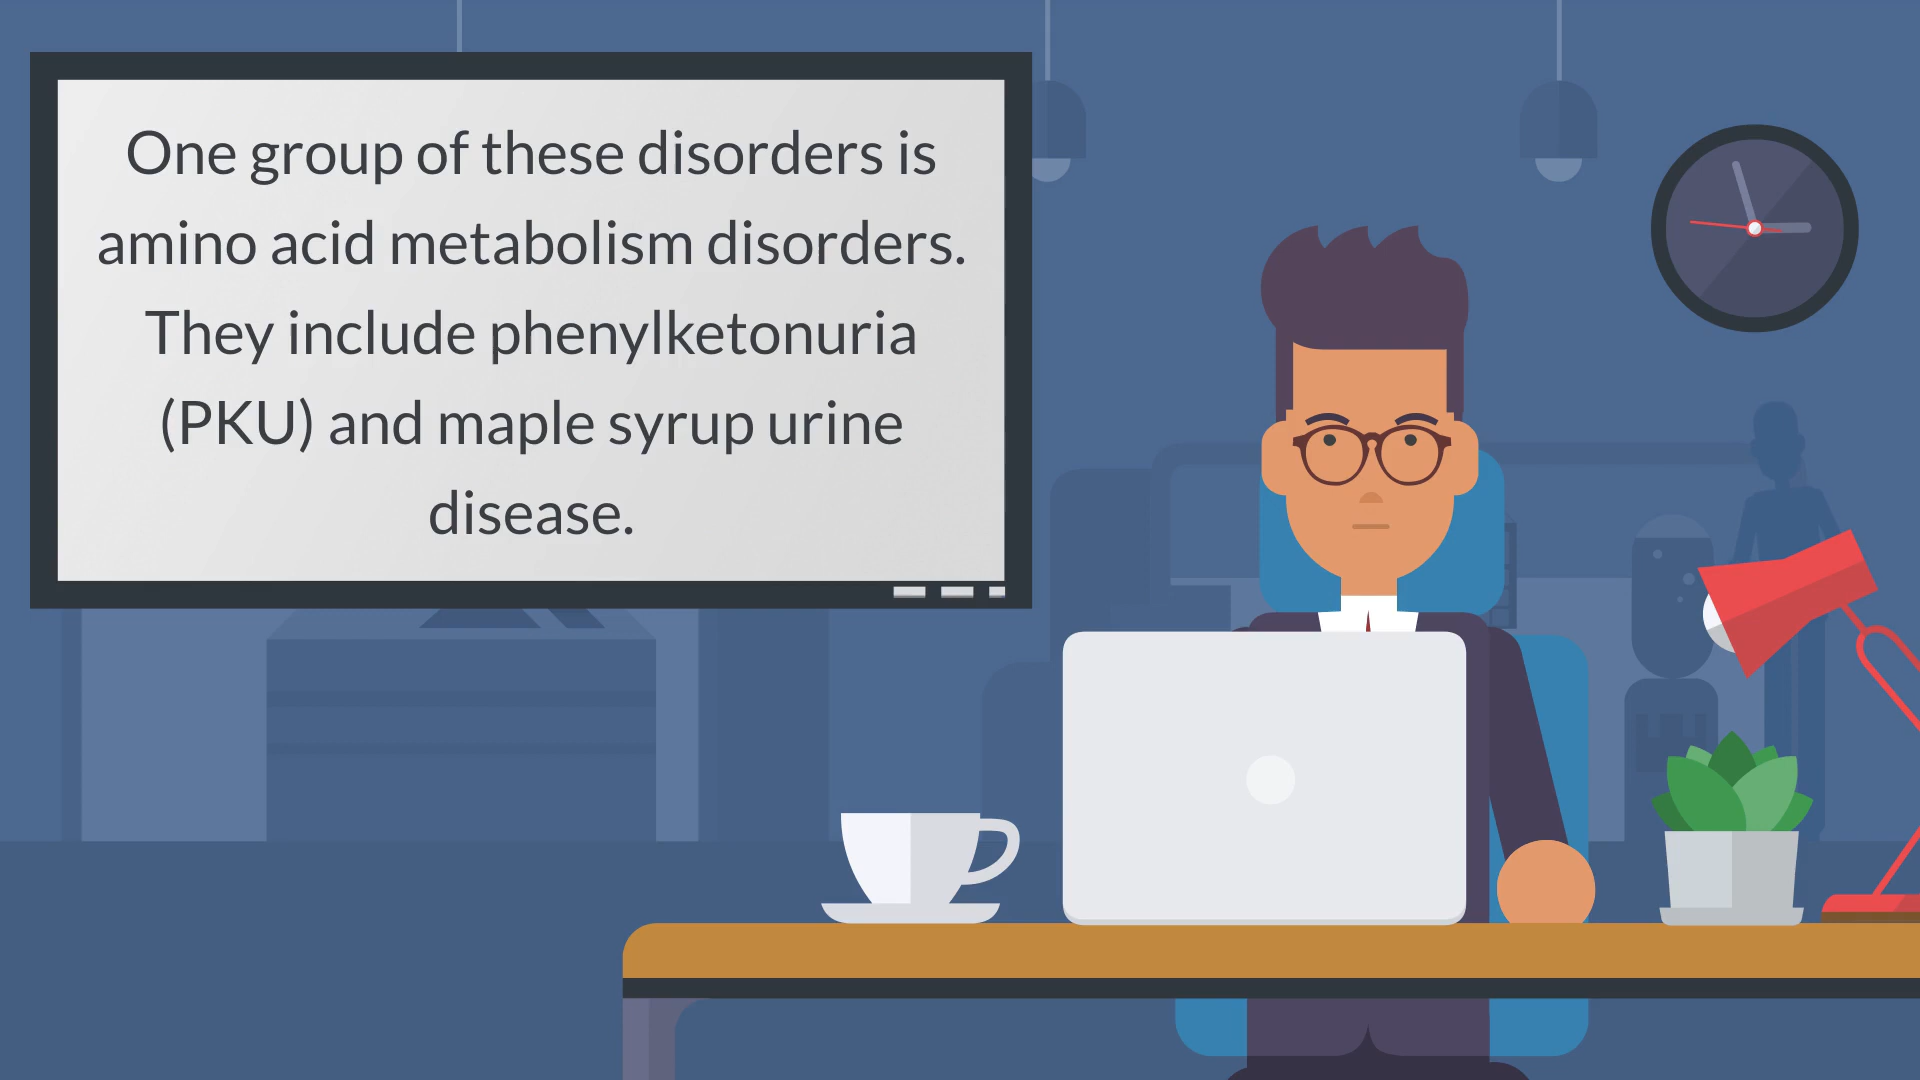 One group of these disorders is
amino acid metabolism disorders.
They include phenylketonuria
(PKU) and maple syrup urine
disease.